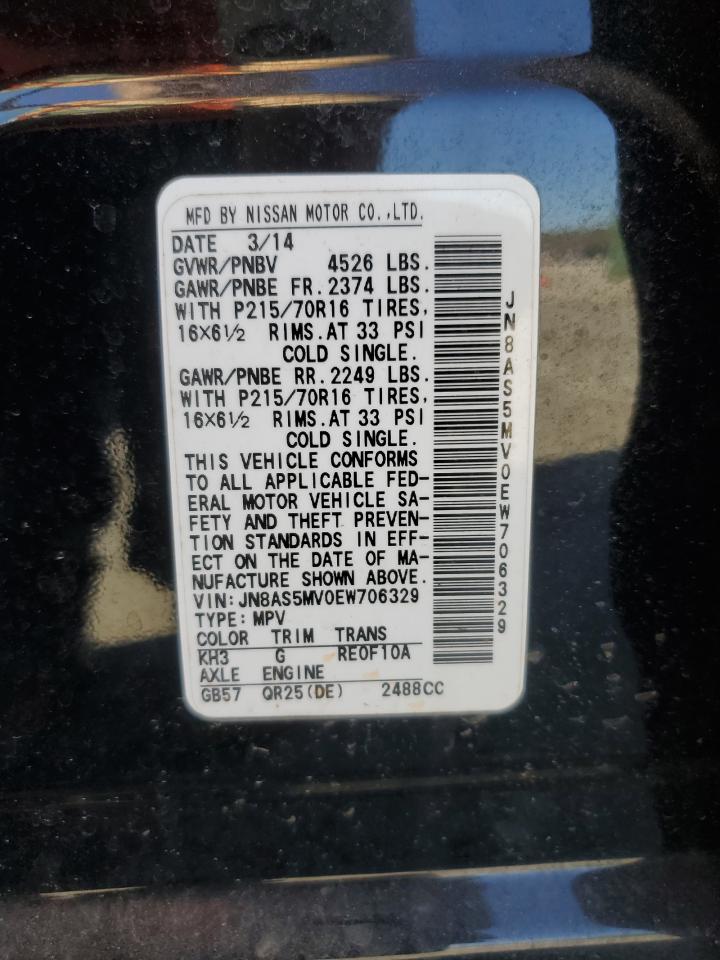 MFD BY NISSAN MOTOR CO.,LTD.
DATE 3/14
GVWR/PNBV 4526 LBS.
GAWR/PNBE FR. 2374 LBS.
WITH P215/70R16 TIRES,
16X6½ RIMS.AT 33 PSI
COLD SINGLE.
GAWR/PNBE RR. 2249 LBS.
WITH P215/70R16 TIRES,
16X6½ RIMS.AT 33 PSI
COLD SINGLE.
THIS VEHICLE CONFORMS
TO ALL APPLICABLE FED-
ERAL MOTOR VEHICLE SA-
FETY AND THEFT PREVEN-
TION STANDARDS IN EFF-
ECT ON THE DATE OF MA-
NUFACTURE SHOWN ABOVE.
VIN:JN8AS5MV0EW706329
TYPE:MPV
COLOR TRIM TRANS
KH3 G RE0F10A
AXLE ENGINE
GB57 QR25(DE) 2488CC
JN8AS5MV0EW706329